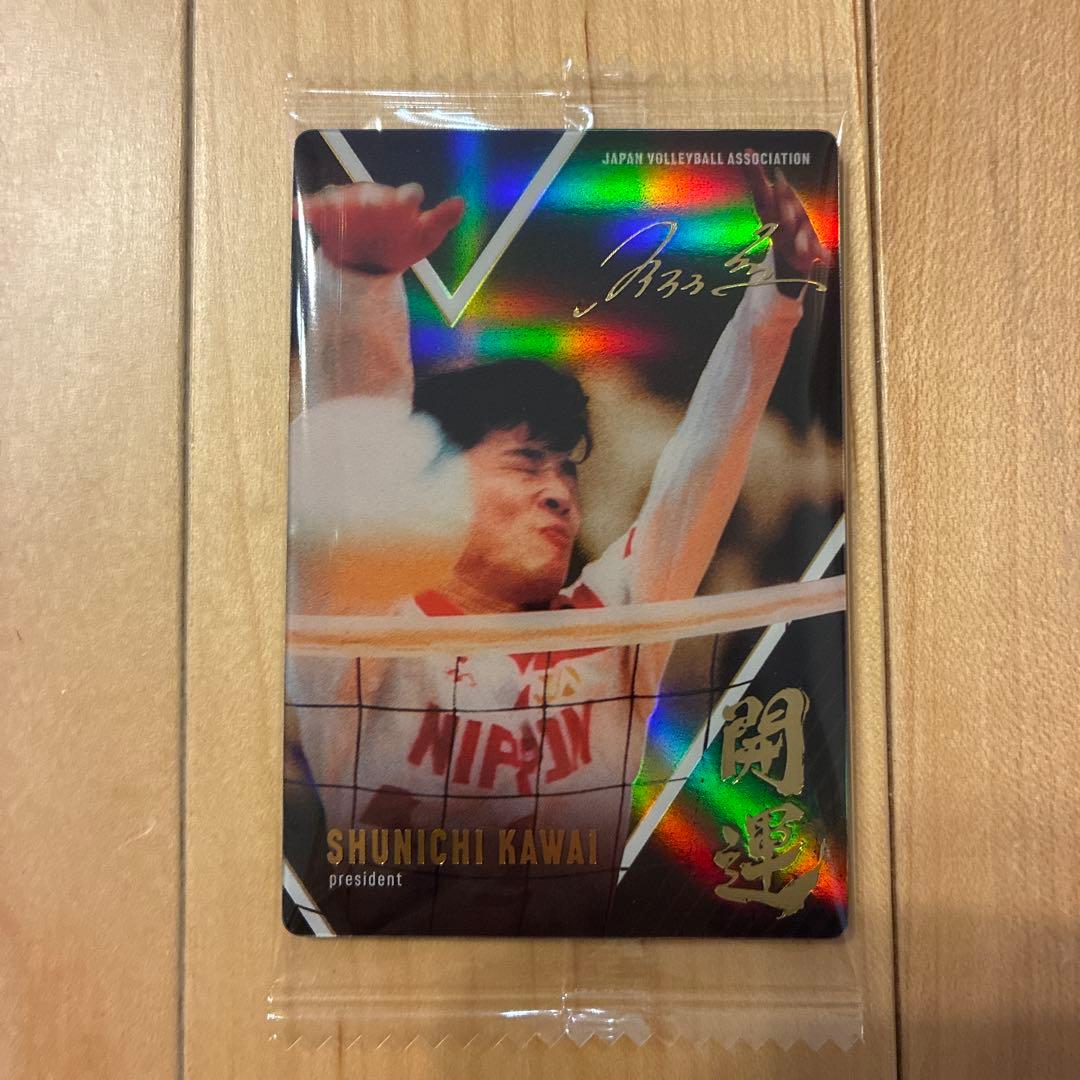 JAPAN VOLLEYBALL ASSOCIATION
NIPPON
開運
SHUNICHI KAWAI
president